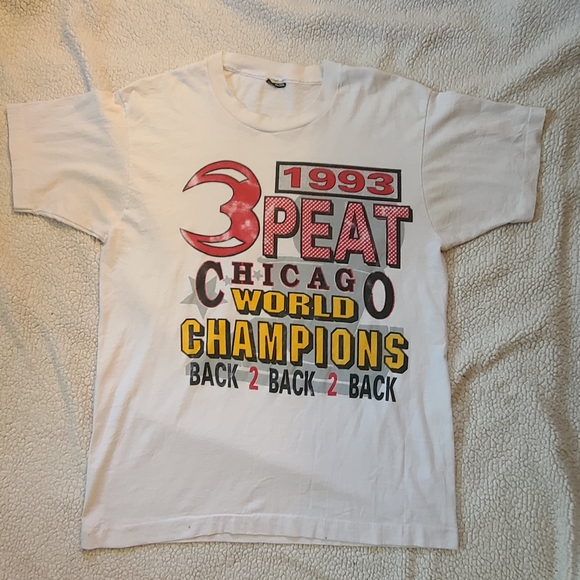 1993
3PEAT
CHICAGO
WORLD
CHAMPIONS
BACK 2 BACK 2 BACK